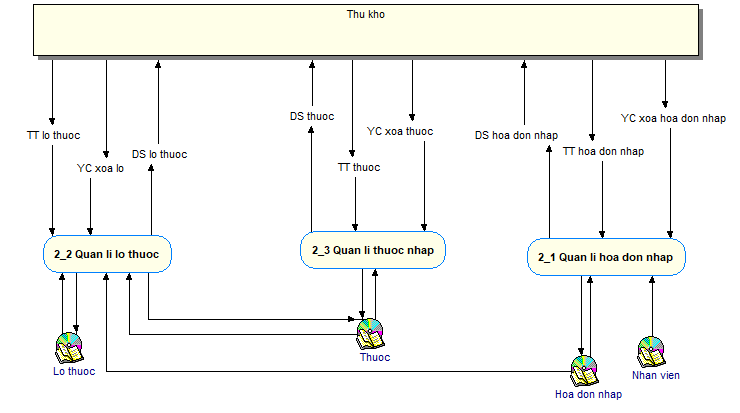 Thu kho
DS thuoc
YC xoa hoa don nhap
TT lo thuoc
YC xoa thuoc
DS hoa don nhap
DS lo thuoc
TT hoa don nhap
YC xoa lo
TT thuoc
2_2 Quan li lo thuoc
2_3 Quan li thuoc nhap
2_1 Quan li hoa don nhap
Thuoc
Lo thuoc
Nhan vien
Hoa don nhap